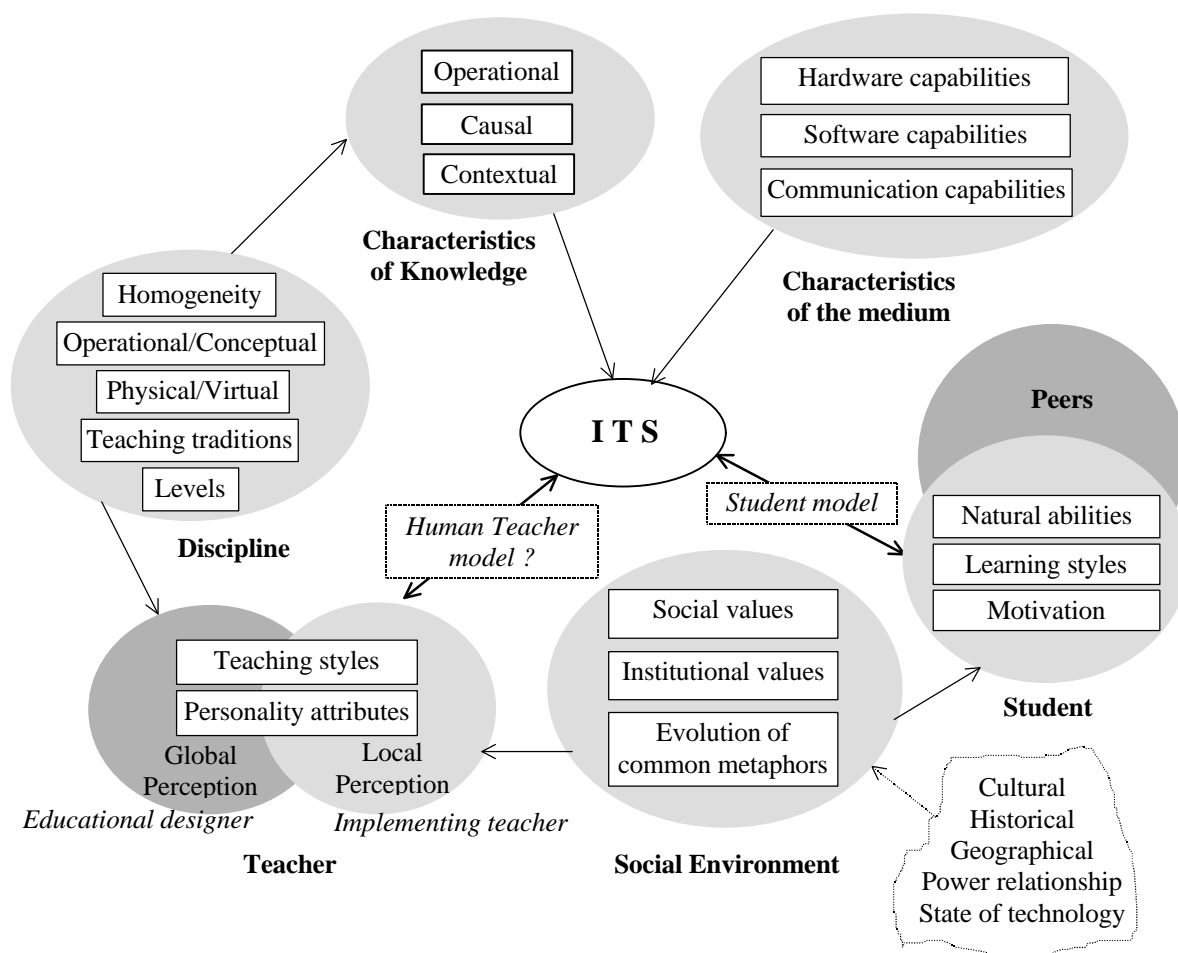 Operational
Causal
Contextual
Characteristics
of Knowledge
Hardware capabilities
Software capabilities
Communication capabilities
Characteristics
of the medium
Homogeneity
Operational/Conceptual
Physical/Virtual
Teaching traditions
Levels
Discipline
I T S
Peers
Natural abilities
Learning styles
Motivation
Student
Student model
Human Teacher
model ?
Teaching styles
Personality attributes
Global
Perception
Local
Perception
Educational designer
Implementing teacher
Teacher
Social values
Institutional values
Evolution of
common metaphors
Social Environment
Cultural
Historical
Geographical
Power relationship
State of technology